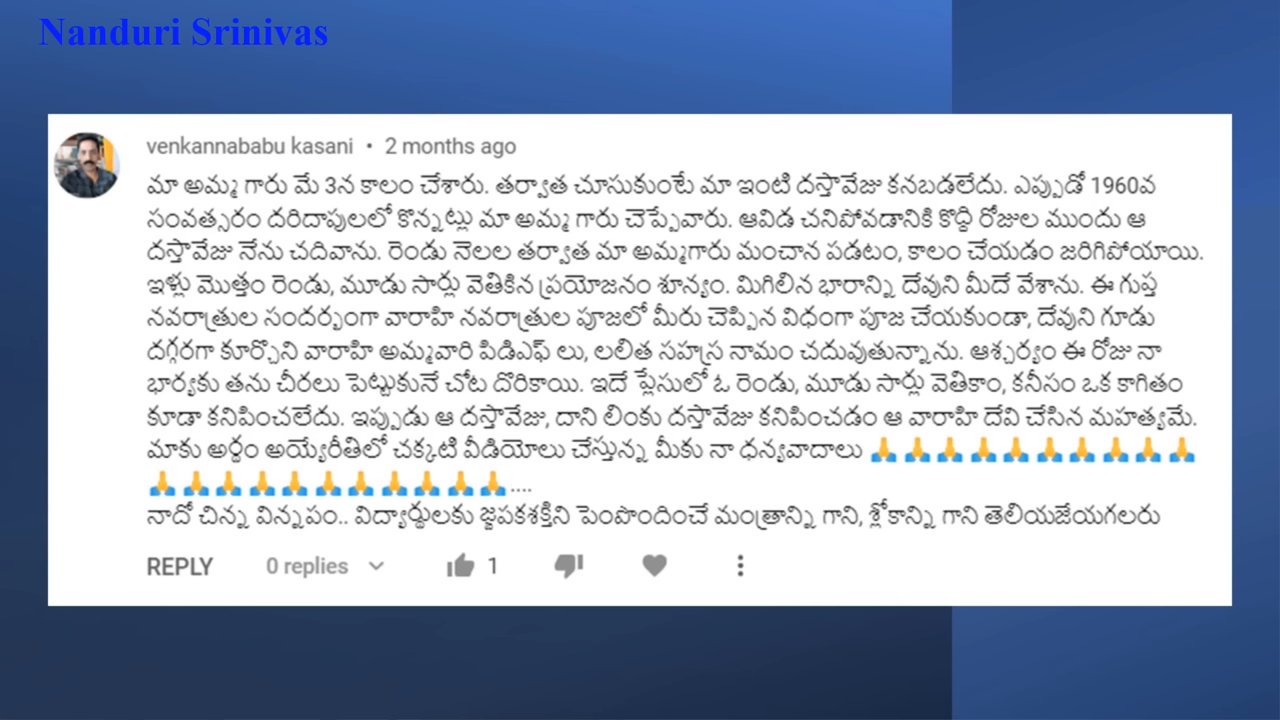 Nanduri Srinivas
venkannababu kasani • 2 months ago
మా అమ్మ గారు మే 3న కాలం చేశారు. తర్వాత చూసుకుంటే మా ఇంటి దస్తావేజు కనబడలేదు. ఎప్పుడో 1960వ
సంవత్సరం దరిదాపులలో కొన్నట్లు మా అమ్మ గారు చెప్పేవారు. ఆవిడ చనిపోవడానికి కొద్ది రోజుల ముందు ఆ
దస్తావేజు నేను చదివాను. రెండు నెలల తర్వాత మా అమ్మగారు మంచాన పడటం, కాలం చేయడం జరిగిపోయాయి.
ఇళ్లు మొత్తం రెండు, మూడు సార్లు వెతికిన ప్రయోజనం శూన్యం. మిగిలిన భారాన్ని దేవుని మీదే వేశాను. ఈ గుప్త
నవరాత్రుల సందర్భంగా వారాహి నవరాత్రుల పూజలో మీరు చెప్పిన విధంగా పూజ చేయకుండా, దేవుని గూడు
దగ్గరగా కూర్చొని వారాహి అమ్మవారి పిడిఎఫ్ లు, లలిత సహస్ర నామం చదువుతున్నాను. ఆశ్చర్యం ఈ రోజు నా
భార్యకు తను చీరలు పెట్టుకునే చోట దొరికాయి. ఇదే ప్లేసులో ఓ రెండు, మూడు సార్లు వెతికాం, కనీసం ఒక కాగితం
కూడా కనిపించలేదు. ఇప్పుడు ఆ దస్తావేజు, దాని లింకు దస్తావేజు కనిపించడం ఆ వారాహి దేవి చేసిన మహత్యమే.
మాకు అర్థం అయ్యేరీతిలో చక్కటి వీడియోలు చేస్తున్న మీకు నా ధన్యవాదాలు 🙏🙏🙏🙏🙏🙏🙏🙏🙏🙏
🙏🙏🙏🙏🙏🙏🙏🙏🙏🙏🙏....
నాదో చిన్న విన్నపం.. విద్యార్థులకు జ్ఞపకశక్తిని పెంపొందించే మంత్రాన్ని గాని, శ్లోకాన్ని గాని తెలియజేయగలరు
REPLY 0 replies 1